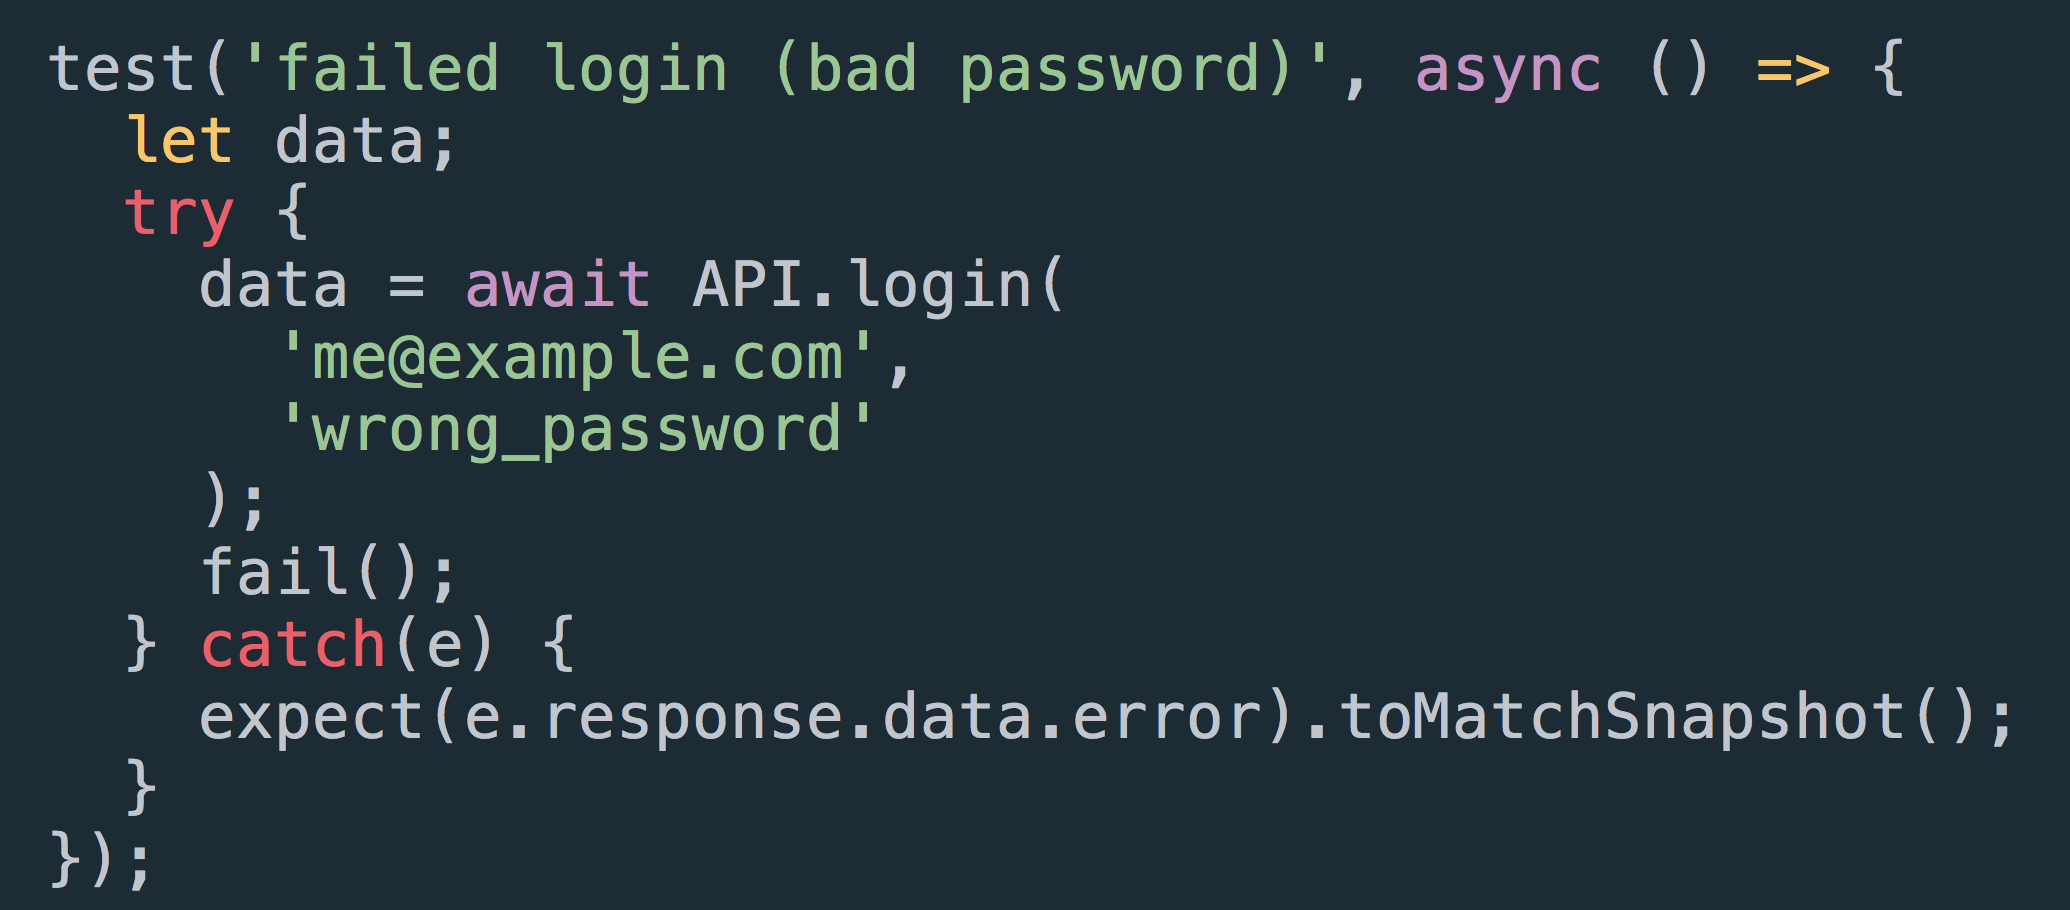 test('failed login (bad password)', async () => {
  let data;
  try {
    data = await API.login(
      'me@example.com',
      'wrong_password'
    );
    fail();
  } catch(e) {
    expect(e.response.data.error).toMatchSnapshot();
  }
});